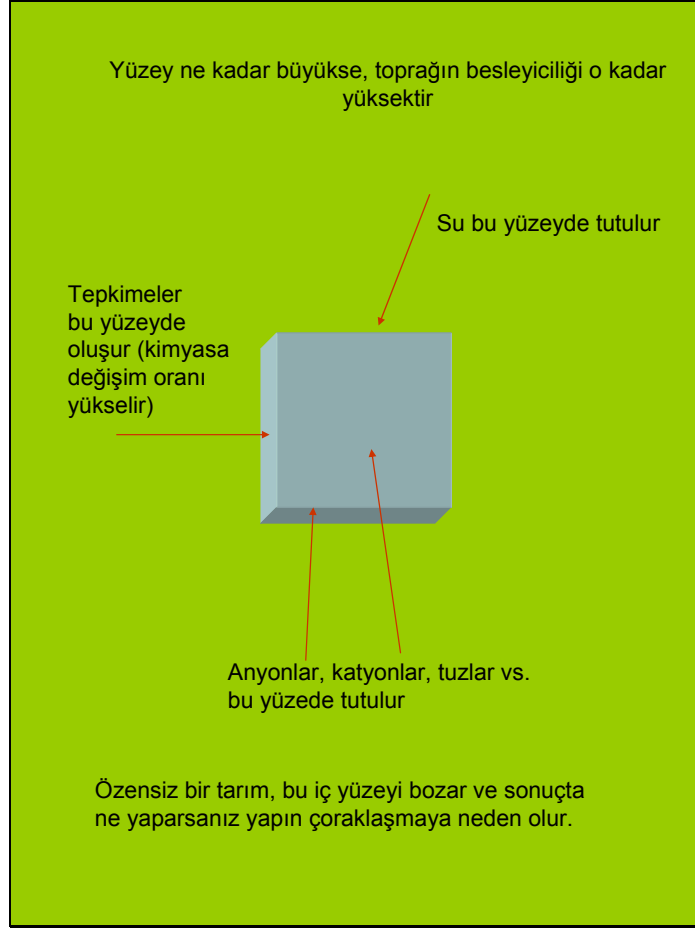 Yüzey ne kadar büyükse, toprağın besleyiciliği o kadar
yüksektir
Su bu yüzeyde tutulur
Tepkimeler
bu yüzeyde
oluşur (kimyasa
değişim oranı
yükselir)
Anyonlar, katyonlar, tuzlar vs.
bu yüzede tutulur
Özensiz bir tarım, bu iç yüzeyi bozar ve sonuçta
ne yaparsanız yapın çoraklaşmaya neden olur.